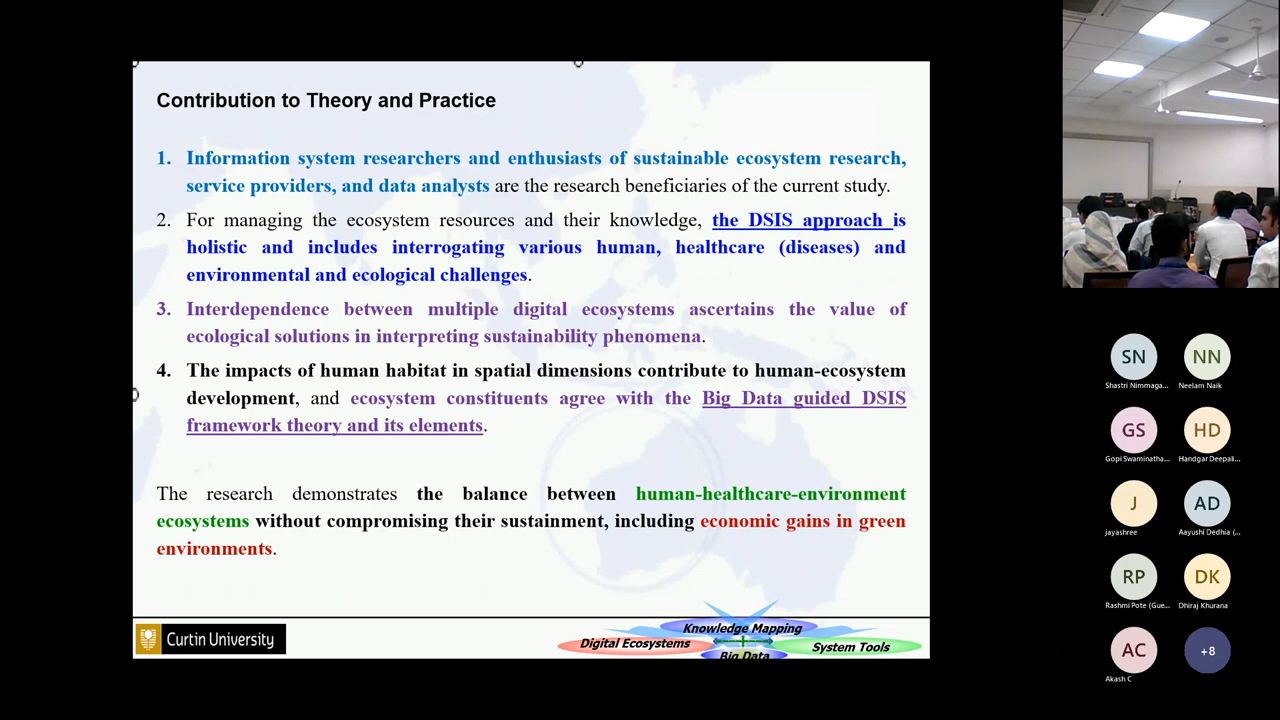 Contribution to Theory and Practice
1. Information system researchers and enthusiasts of sustainable ecosystem research,
service providers, and data analysts are the research beneficiaries of the current study.
2. For managing the ecosystem resources and their knowledge, the DSIS approach is
holistic and includes interrogating various human, healthcare (diseases) and
environmental and ecological challenges.
3. Interdependence between multiple digital ecosystems ascertains the value of
ecological solutions in interpreting sustainability phenomena.
4. The impacts of human habitat in spatial dimensions contribute to human-ecosystem
development, and ecosystem constituents agree with the Big Data guided DSIS
framework theory and its elements.
The research demonstrates the balance between human-healthcare-environment
ecosystems without compromising their sustainment, including economic gains in green
environments.
Curtin University
Knowledge Mapping
Digital Ecosystems
System Tools
Big Data
SN
NN
Shastri Nimmaga...
Neelam Naik
GS
HD
Gopi Swaminatha...
Handgar Deepali...
J
AD
jayashree
Aayushi Dedhia (...
RP
DK
Rashmi Pote (Gue...
Dhiraj Khurana
AC
+8
Akash C